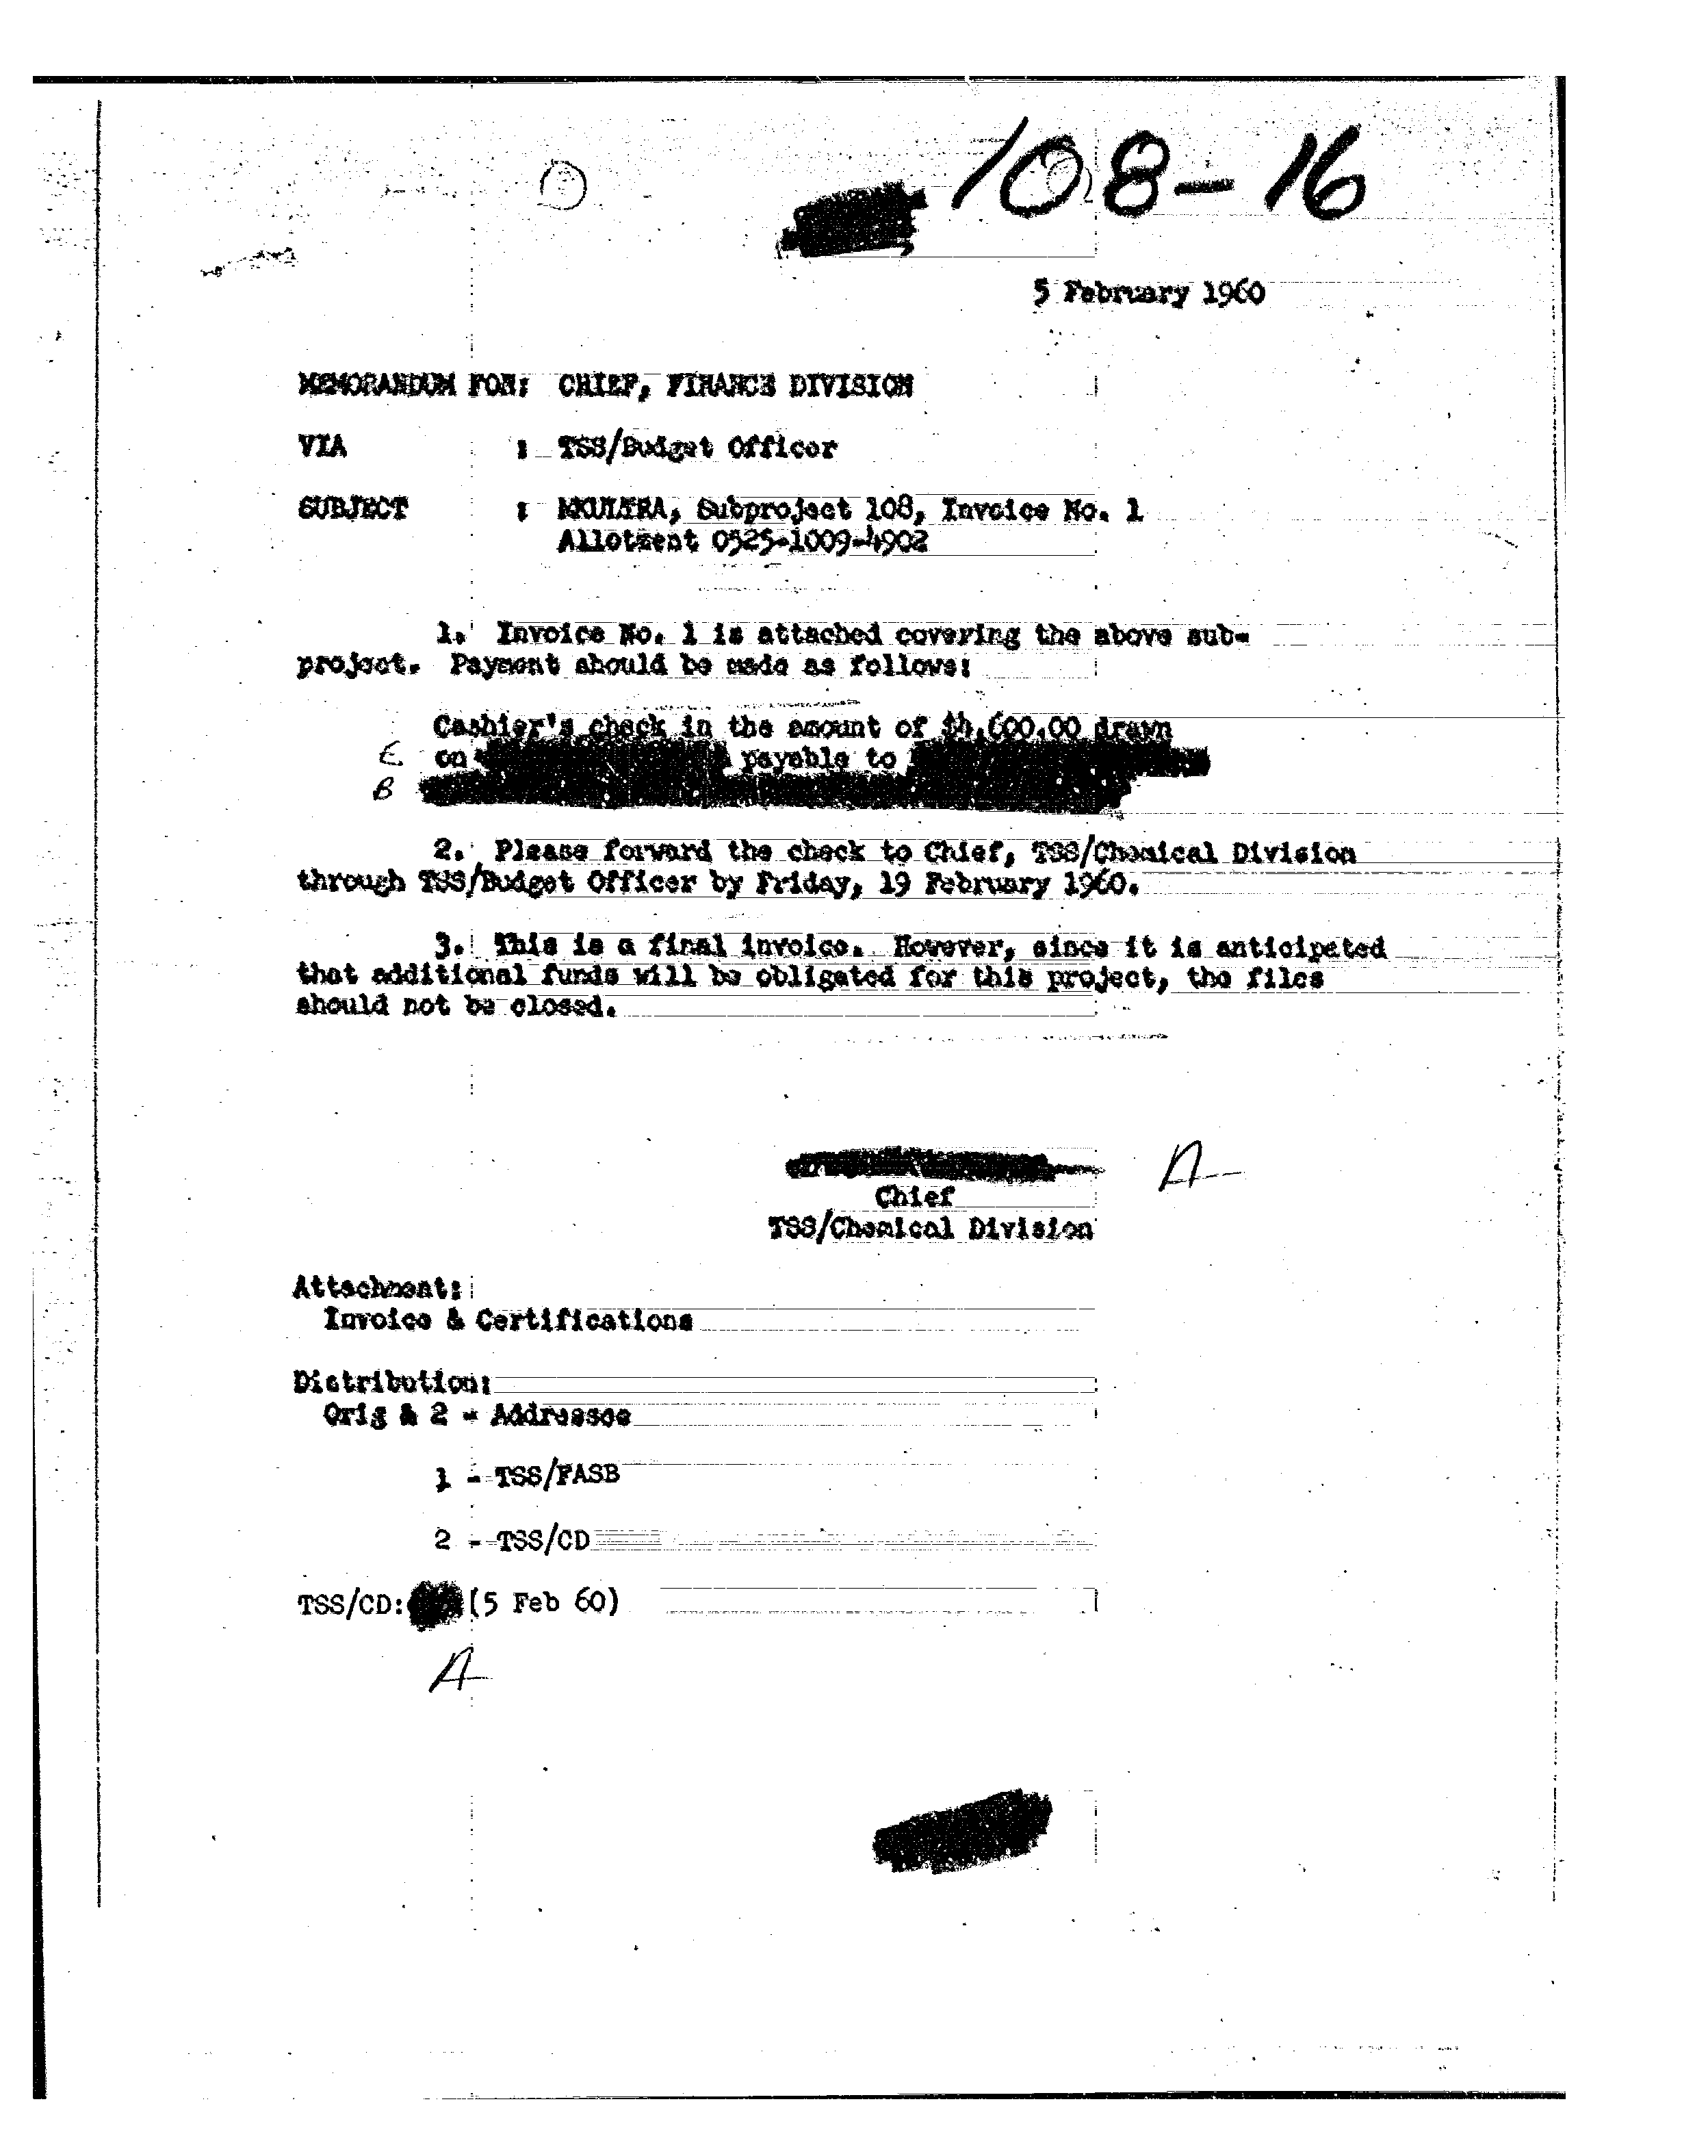 108-16
5 February 1960
MEMORANDUM FOR: CHIEF, FINANCE DIVISION
VIA : TSS/Budget Officer
SUBJECT : MKULTRA, Subproject 108, Invoice No. 1
Allotment 0525-1009-4902
1. Invoice No. 1 is attached covering the above sub-
project. Payment should be made as follows:
Cashier's check in the amount of $4,600.00 drawn
C on payable to
B
2. Please forward the check to Chief, TSS/Chemical Division
through TSS/Budget Officer by Friday, 19 February 1960.
3. This is a final invoice. However, since it is anticipated
that additional funds will be obligated for this project, the files
should not be closed.
A
Chief
TSS/Chemical Division
Attachment:
Invoice & Certifications
Distribution:
Orig & 2 - Addressee
1 - TSS/FASB
2 - TSS/CD
TSS/CD: (5 Feb 60)
A